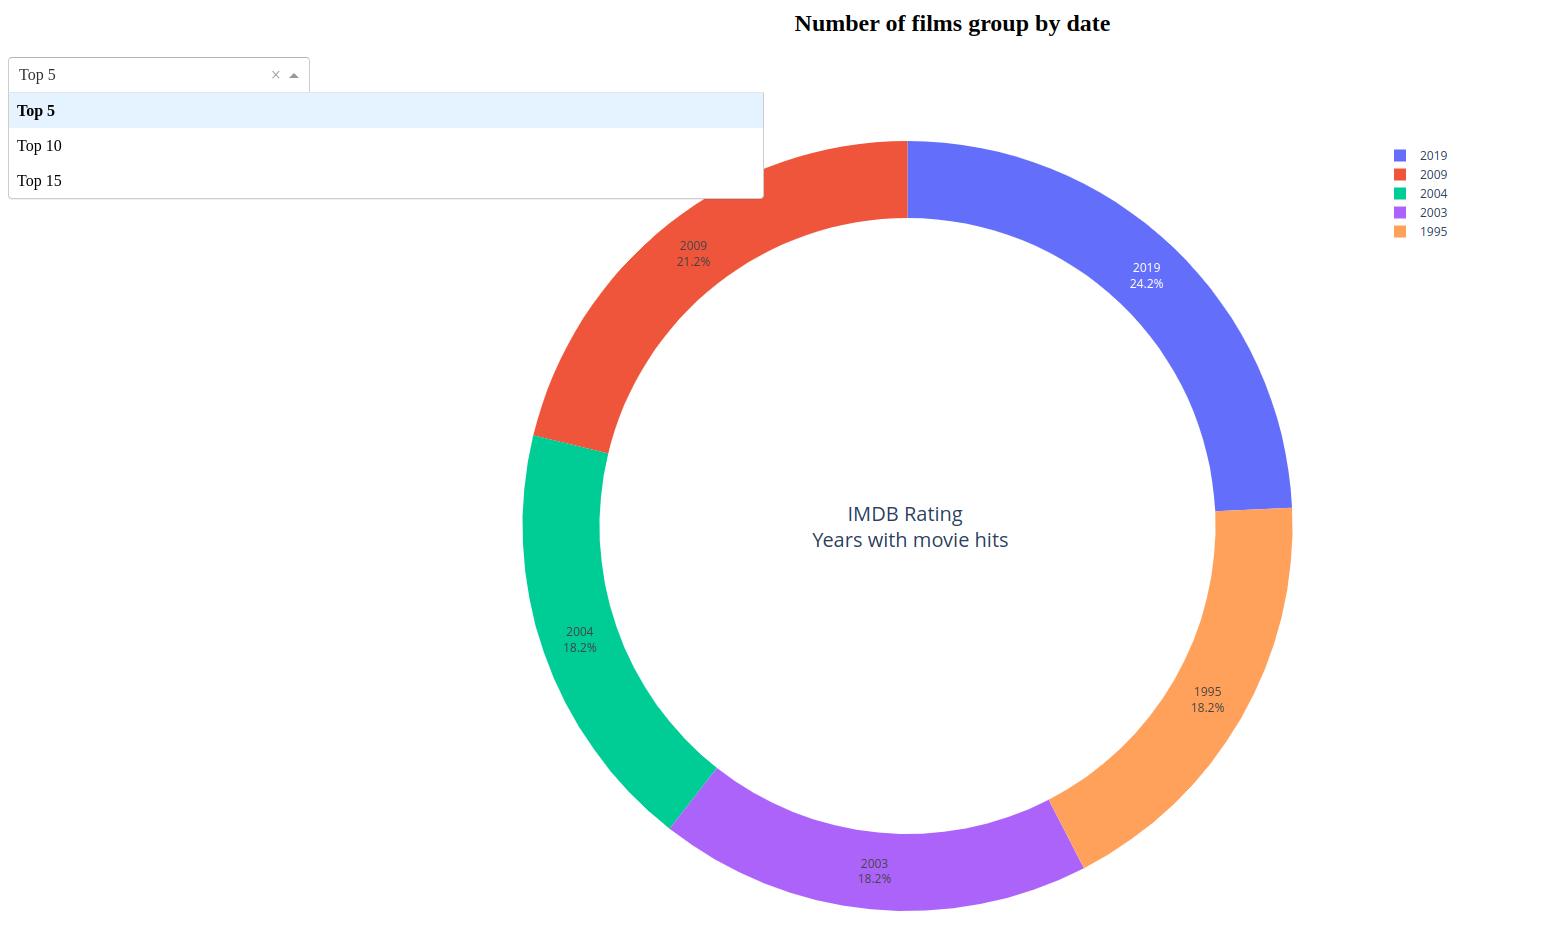 Number of films group by date
Top 5
×
Top 5
Top 10
Top 15
2019
2009
2004
2003
1995
2009
21.2%
2019
24.2%
IMDB Rating
Years with movie hits
2004
18.2%
1995
18.2%
2003
18.2%